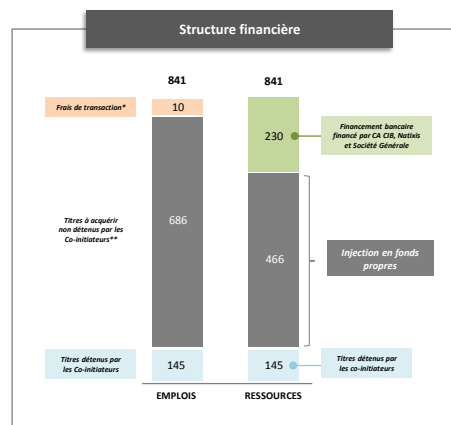 Structure financière
841
841
Frais de transaction*
10
230
Financement bancaire
financé par CA CIB, Natixis
et Société Générale
Titres à acquérir
non détenus par les
Co-initiateurs**
686
466
Injection en fonds
propres
Titres détenus par
les Co-initiateurs
145
145
Titres détenus par
les co-initiateurs
EMPLOIS
RESSOURCES